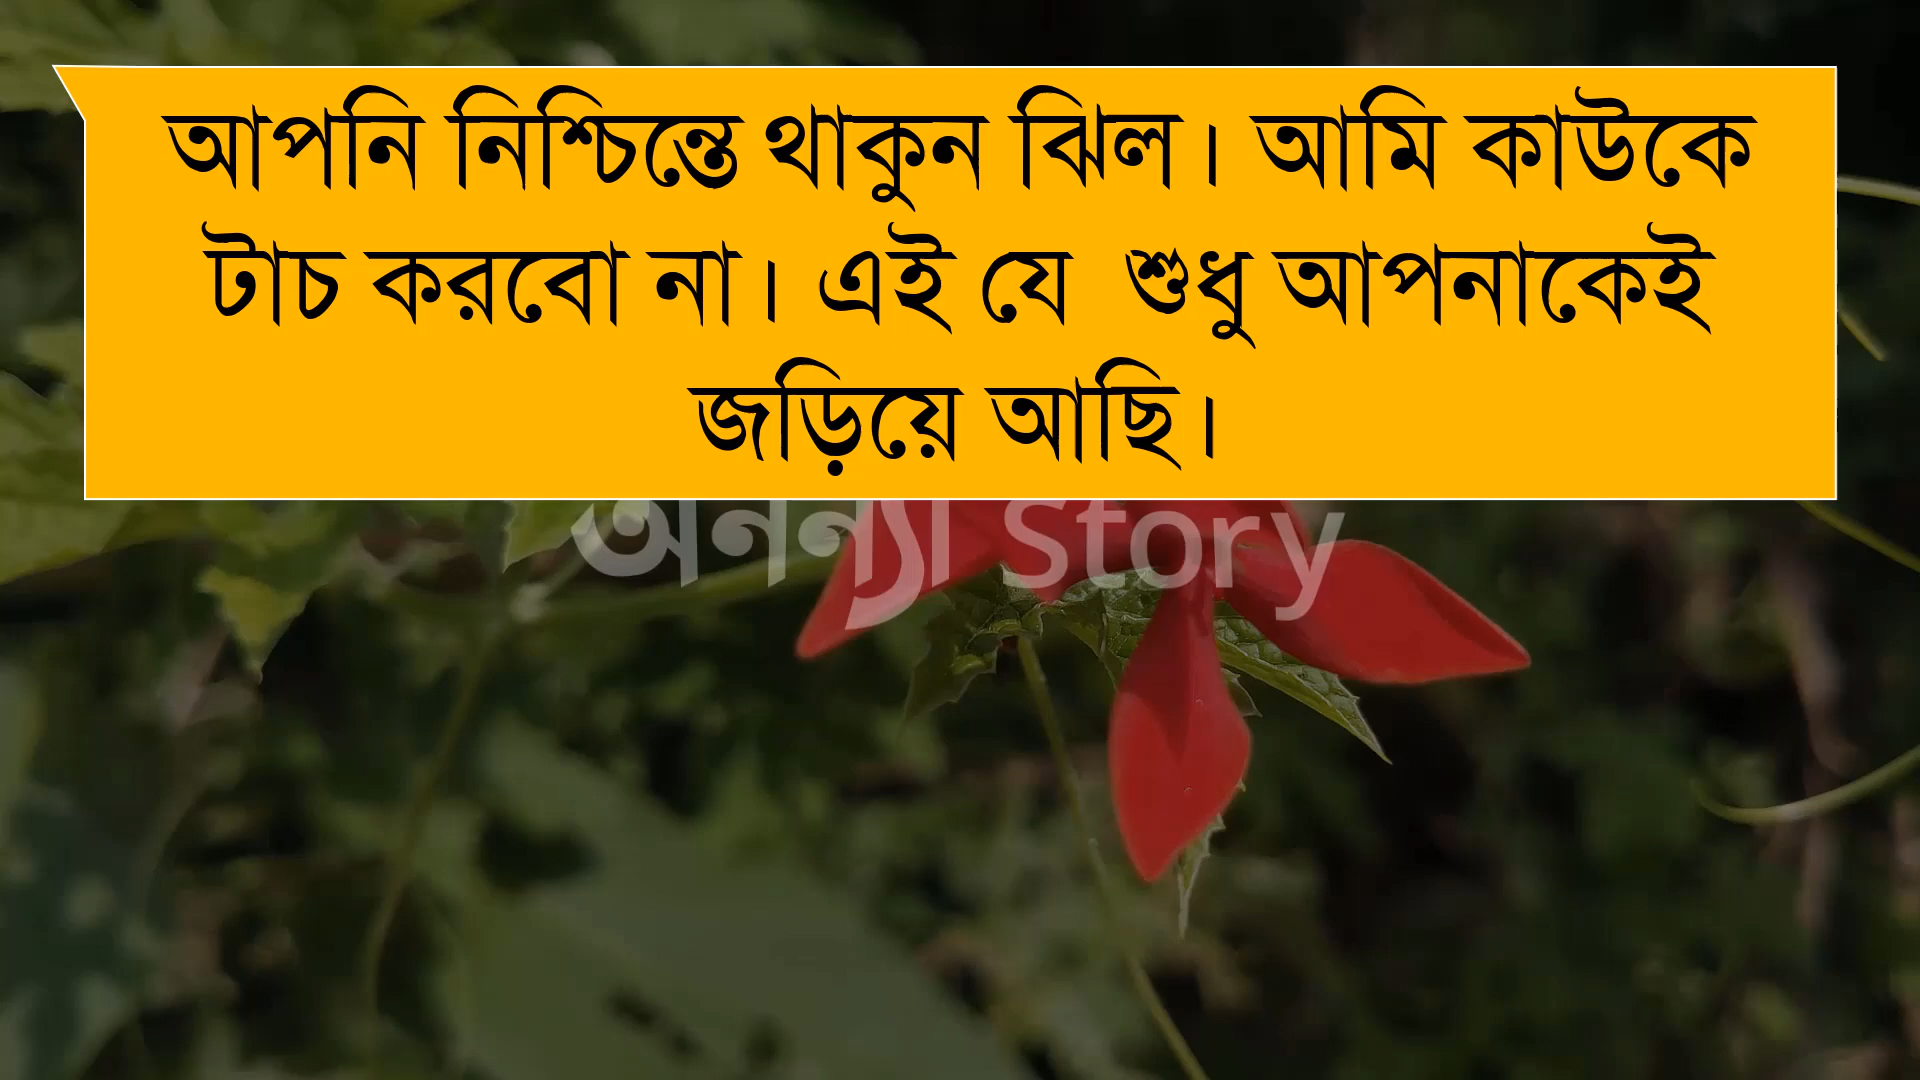 আপনি নিশ্চিন্তে থাকুন ঝিল। আমি কাউকে
টাচ করবো না। এই যে শুধু আপনাকেই
জড়িয়ে আছি।
অনন্যা Story